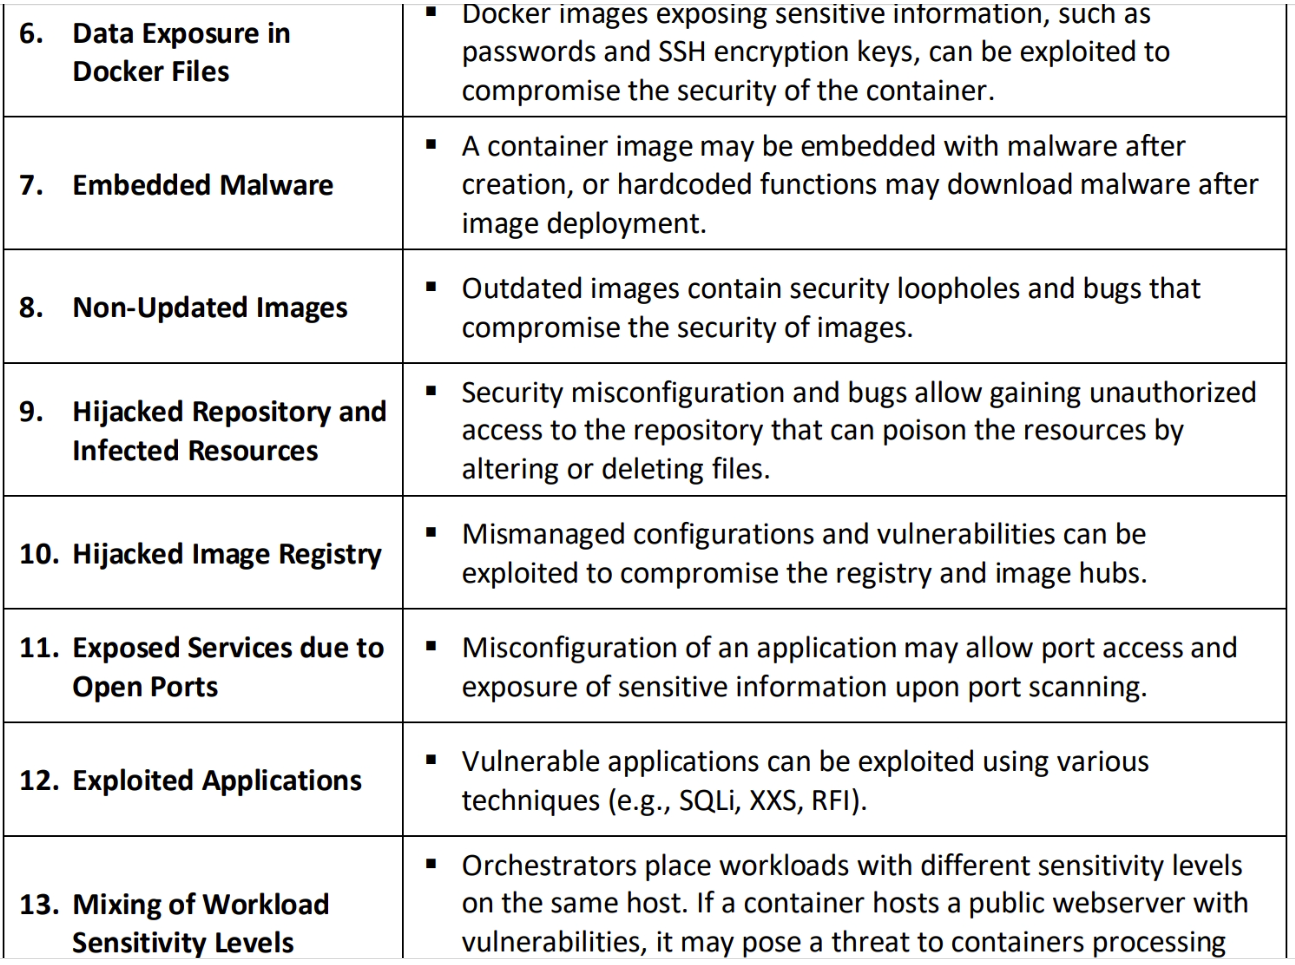 6. Data Exposure in
Docker Files
▪ Docker images exposing sensitive information, such as
passwords and SSH encryption keys, can be exploited to
compromise the security of the container.
7. Embedded Malware
▪ A container image may be embedded with malware after
creation, or hardcoded functions may download malware after
image deployment.
8. Non-Updated Images
▪ Outdated images contain security loopholes and bugs that
compromise the security of images.
9. Hijacked Repository and
Infected Resources
▪ Security misconfiguration and bugs allow gaining unauthorized
access to the repository that can poison the resources by
altering or deleting files.
10. Hijacked Image Registry
▪ Mismanaged configurations and vulnerabilities can be
exploited to compromise the registry and image hubs.
11. Exposed Services due to
Open Ports
▪ Misconfiguration of an application may allow port access and
exposure of sensitive information upon port scanning.
12. Exploited Applications
▪ Vulnerable applications can be exploited using various
techniques (e.g., SQLi, XXS, RFI).
13. Mixing of Workload
Sensitivity Levels
▪ Orchestrators place workloads with different sensitivity levels
on the same host. If a container hosts a public webserver with
vulnerabilities, it may pose a threat to containers processing